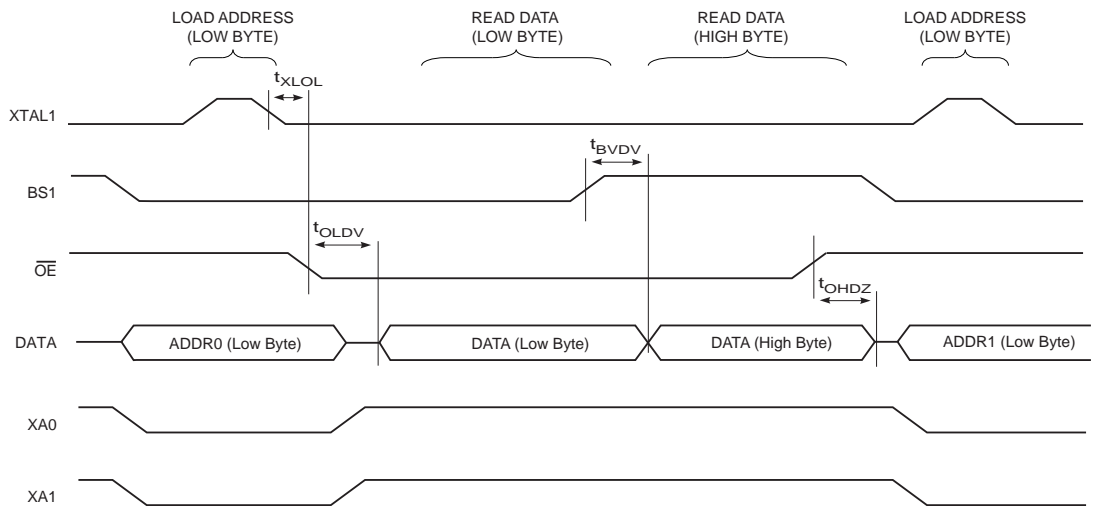 LOAD ADDRESS
(LOW BYTE)
READ DATA
(LOW BYTE)
READ DATA
(HIGH BYTE)
LOAD ADDRESS
(LOW BYTE)
tXLOL
XTAL1
tBVDV
BS1
tOLDV
OE
tOHDZ
DATA
ADDR0 (Low Byte)
DATA (Low Byte)
DATA (High Byte)
ADDR1 (Low Byte)
XA0
XA1